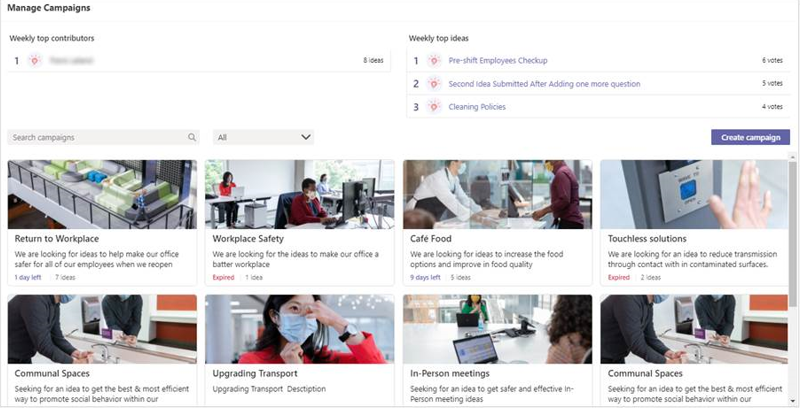 Manage Campaigns
Weekly top contributors
1 8 ideas
Weekly top ideas
1 Pre-shift Employees Checkup 6 votes
2 Second Idea Submitted After Adding one more question 5 votes
3 Cleaning Policies 4 votes
Search campaigns
All
Create campaign
Return to Workplace
We are looking for ideas to help make our office
safer for all of our employees when we reopen
1 day left 7 ideas
Workplace Safety
We are looking for the ideas to make our office a
batter workplace
Expired 1 idea
Café Food
We are looking for ideas to increase the food
options and improve in food quality
9 days left 5 ideas
Touchless solutions
We are looking for an idea to reduce transmission
through contact with in contaminated surfaces.
Expired 2 ideas
Communal Spaces
Seeking for an idea to get the best & most efficient
way to promote social behavior within our
Upgrading Transport
Upgrading Transport Desctiption
In-Person meetings
Seeking for an idea to get safer and effective In-
Person meeting ideas
Communal Spaces
Seeking for an idea to get the best & most efficient
way to promote social behavior within our